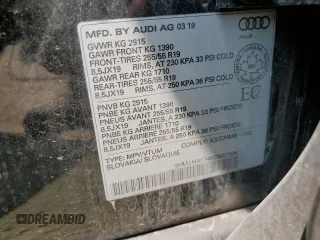 MFD. BY AUDI AG 03 19
GVWR KG 2915
GAWR FRONT KG 1390
FRONT-TIRES 255/55 R19
8,5JX19 RIMS, AT 230 KPA 33 PSI COLD
GAWR REAR KG 1710
REAR-TIRES 255/55 R19
8,5JX19 RIMS, AT 250 KPA 36 PSI COLD
Audi
PNVB KG 2915
PNBE KG AVANT 1390
PNEUS AVANT 255/55 R19
8,5JX19 JANTES, A 230 KPA 33 PSI FROIDS
PNBE KG ARRIERE 1710
PNEUS ARRIERE 255/55 R19
8,5JX19 JANTES, A 250 KPA 36 PSI FROIDS
EC
TYPE: MPV/VTUM
SLOVAKIA/SLOVAQUIE
DREAMBID